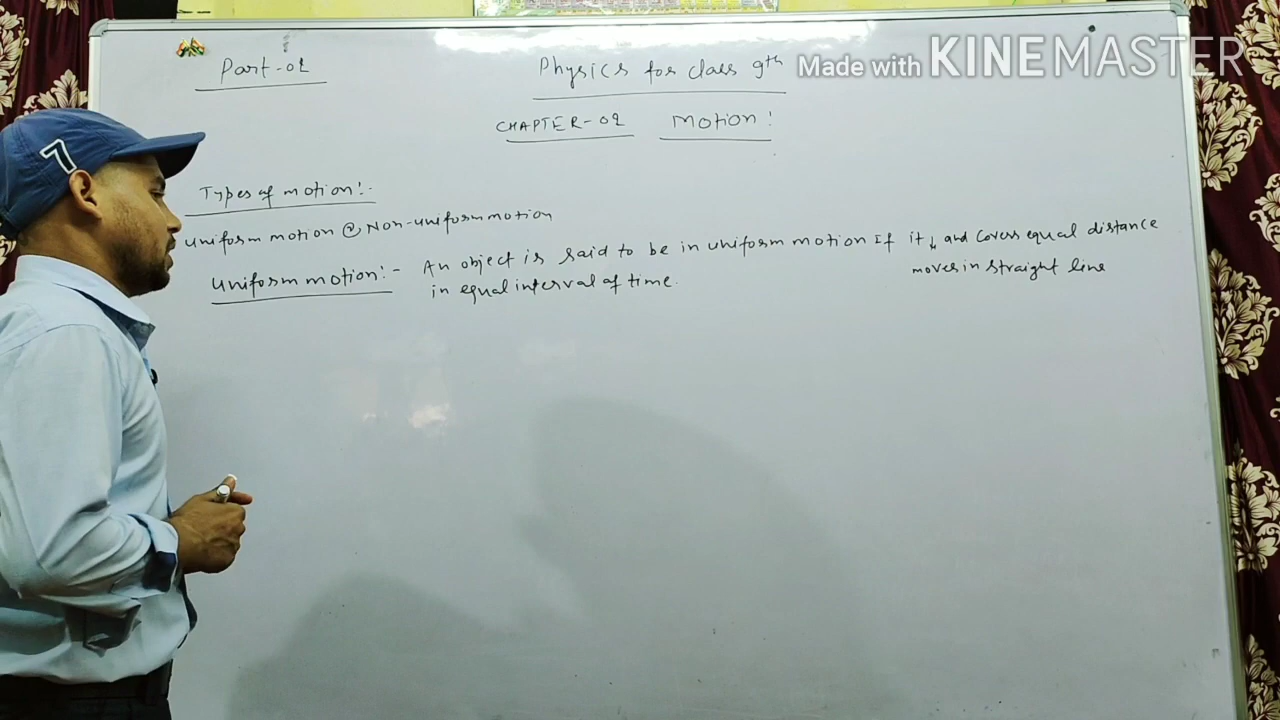 Part-02
Physics for class 9th
Made with KINEMASTER
CHAPTER-02 Motion:
7
Types of motion:-
Uniform motion @ Non-uniform motion
Uniform motion:- An object is said to be in uniform motion If it ↓ and covers equal distance
moves in straight line
in equal interval of time.